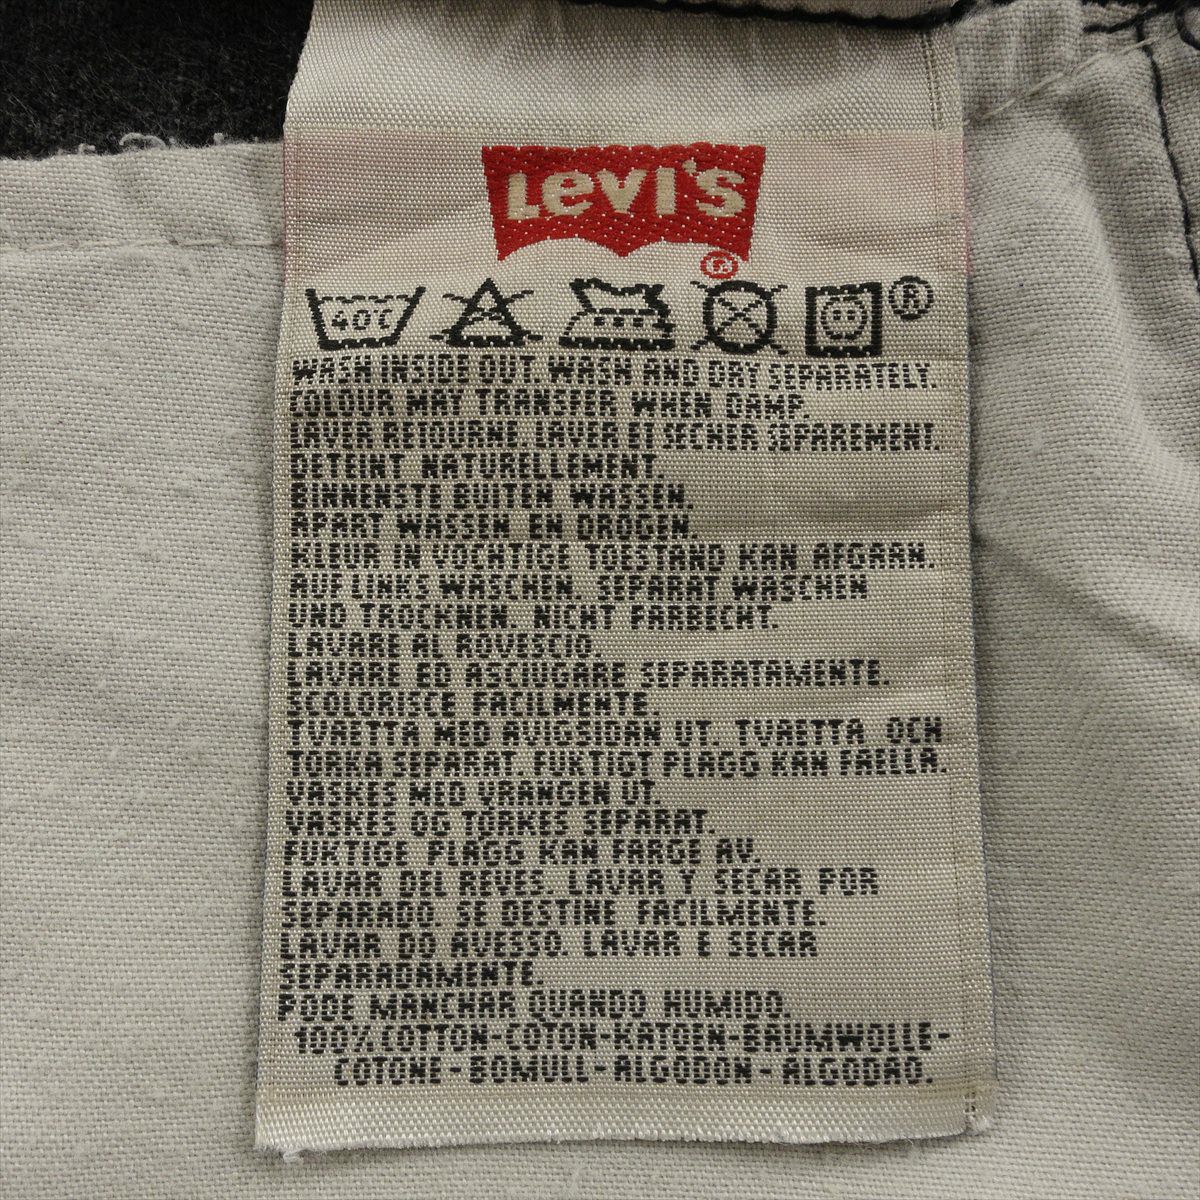 Levi's
®
40C
®
WASH INSIDE OUT. WASH AND DRY SEPARATELY.
COLOUR MAY TRANSFER WHEN DAMP.
LAVER RETOURNE. LAVER ET SECHER SEPAREMENT.
DETEINT NATURELLEMENT.
BINNENSTE BUITEN WASSEN.
APART WASSEN EN DROGEN.
KLEUR IN VOCHTIGE TOESTAND KAN AFGAAN.
AUF LINKS WASCHEN. SEPARAT WASCHEN
UND TROCKNEN. NICHT FARBECHT.
LAVARE AL ROVESCIO.
LAVARE ED ASCIUGARE SEPARATAMENTE.
SCOLORISCE FACILMENTE
TVRETTA MED AVIGSIDAN UT. TVRETTA OCH
TORKA SEPARAT. FUKTIGT PLAGG KAN FAELLA.
VASKES MED VRANGEN UT.
VASKES OG TORKES SEPARAT.
FUKTIGE PLAGG KAN FARGE AV.
LAVAR DEL REVES. LAVAR Y SECAR POR
SEPARADO. SE DESTINE FACILMENTE.
LAVAR DO AVESSO. LAVAR E SECAR
SEPARADAMENTE.
PODE MANCHAR QUANDO HUMIDO.
100% COTTON-COTON-KATOEN-BAUMWOLLE-
COTONE-BOMULL-ALGODON-ALGODAO.